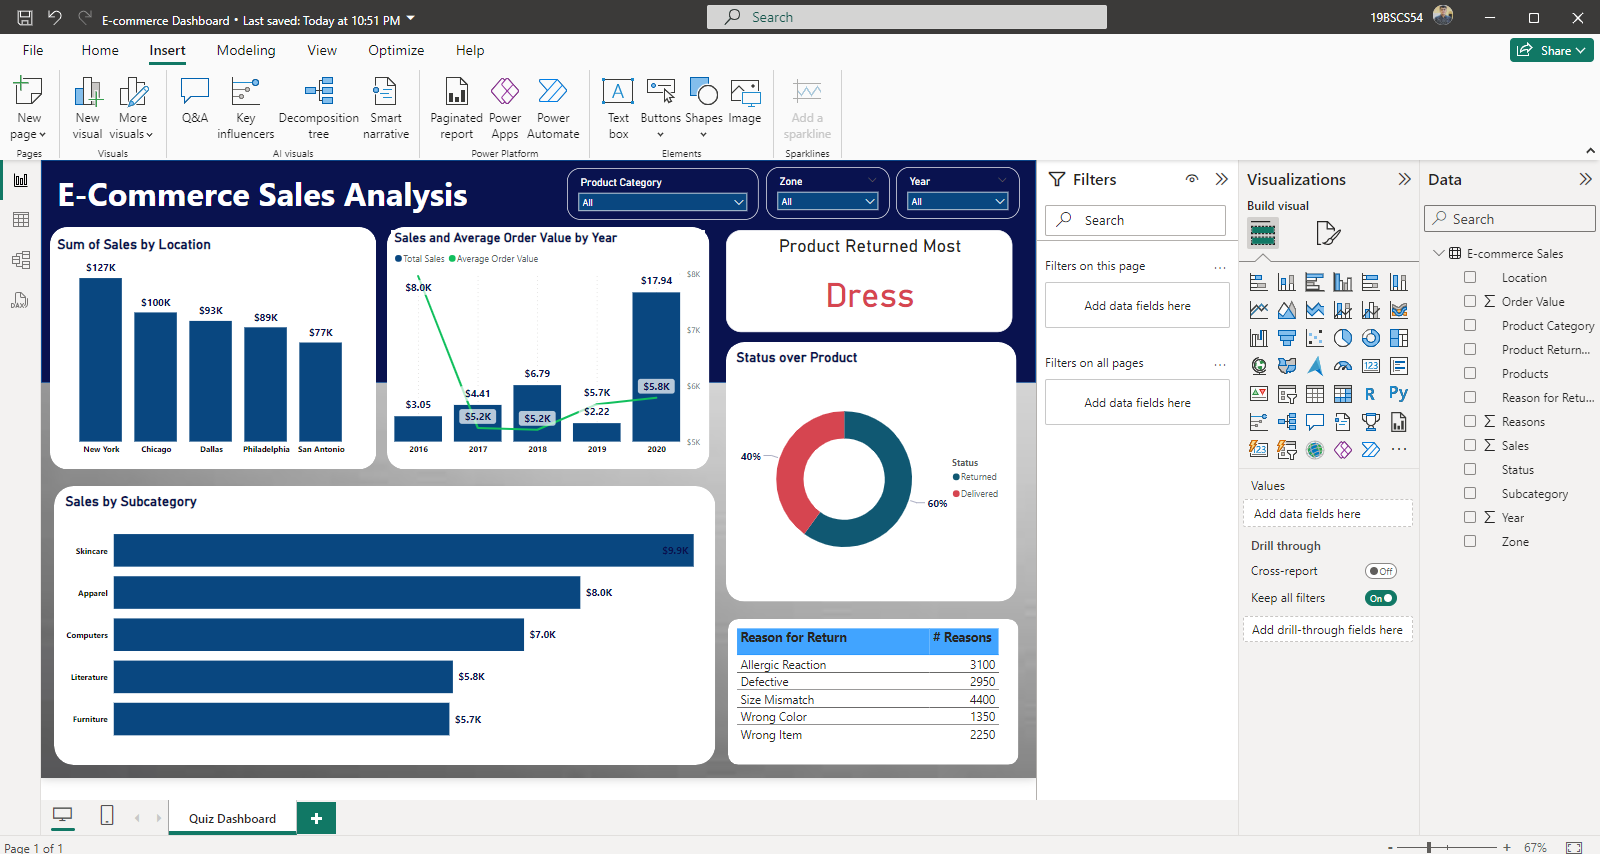 E-commerce Dashboard • Last saved: Today at 10:51 PM
Search
19BSCS54
File
Home
Insert
Modeling
View
Optimize
Help
Share
New page
New visual
More visuals
Q&A
Key influencers
Decomposition tree
Smart narrative
Paginated report
Power Apps
Power Automate
Text box
Buttons
Shapes
Image
Add a sparkline
Pages
Visuals
AI visuals
Power Platform
Elements
Sparklines
E-Commerce Sales Analysis
Product Category
All
Zone
All
Year
All
Sum of Sales by Location
$127K
$100K
$93K
$89K
$77K
New York
Chicago
Dallas
Philadelphia
San Antonio
Sales and Average Order Value by Year
Total Sales
Average Order Value
$8.0K
$17.94
$6.79
$4.41
$3.05
$5.7K
$2.22
$5.2K
$5.2K
$5.8K
$8K
$7K
$6K
$5K
2016
2017
2018
2019
2020
Product Returned Most
Dress
Status over Product
40%
60%
Status
Returned
Delivered
Sales by Subcategory
Skincare
$9.9K
Apparel
$8.0K
Computers
$7.0K
Literature
$5.8K
Furniture
$5.7K
Reason for Return # Reasons
Allergic Reaction 3100
Defective 2950
Size Mismatch 4400
Wrong Color 1350
Wrong Item 2250
Filters
Search
Filters on this page
...
Add data fields here
Filters on all pages
...
Add data fields here
Visualizations
Build visual
123
R
Py
123
...
Values
Add data fields here
Drill through
Cross-report
Off
Keep all filters
On
Add drill-through fields here
Data
Search
E-commerce Sales
Location
Σ Order Value
Product Category
Product Return...
Products
Reason for Retu...
Σ Reasons
Σ Sales
Status
Subcategory
Σ Year
Zone
DAX
Quiz Dashboard
+
Page 1 of 1
- + 67%